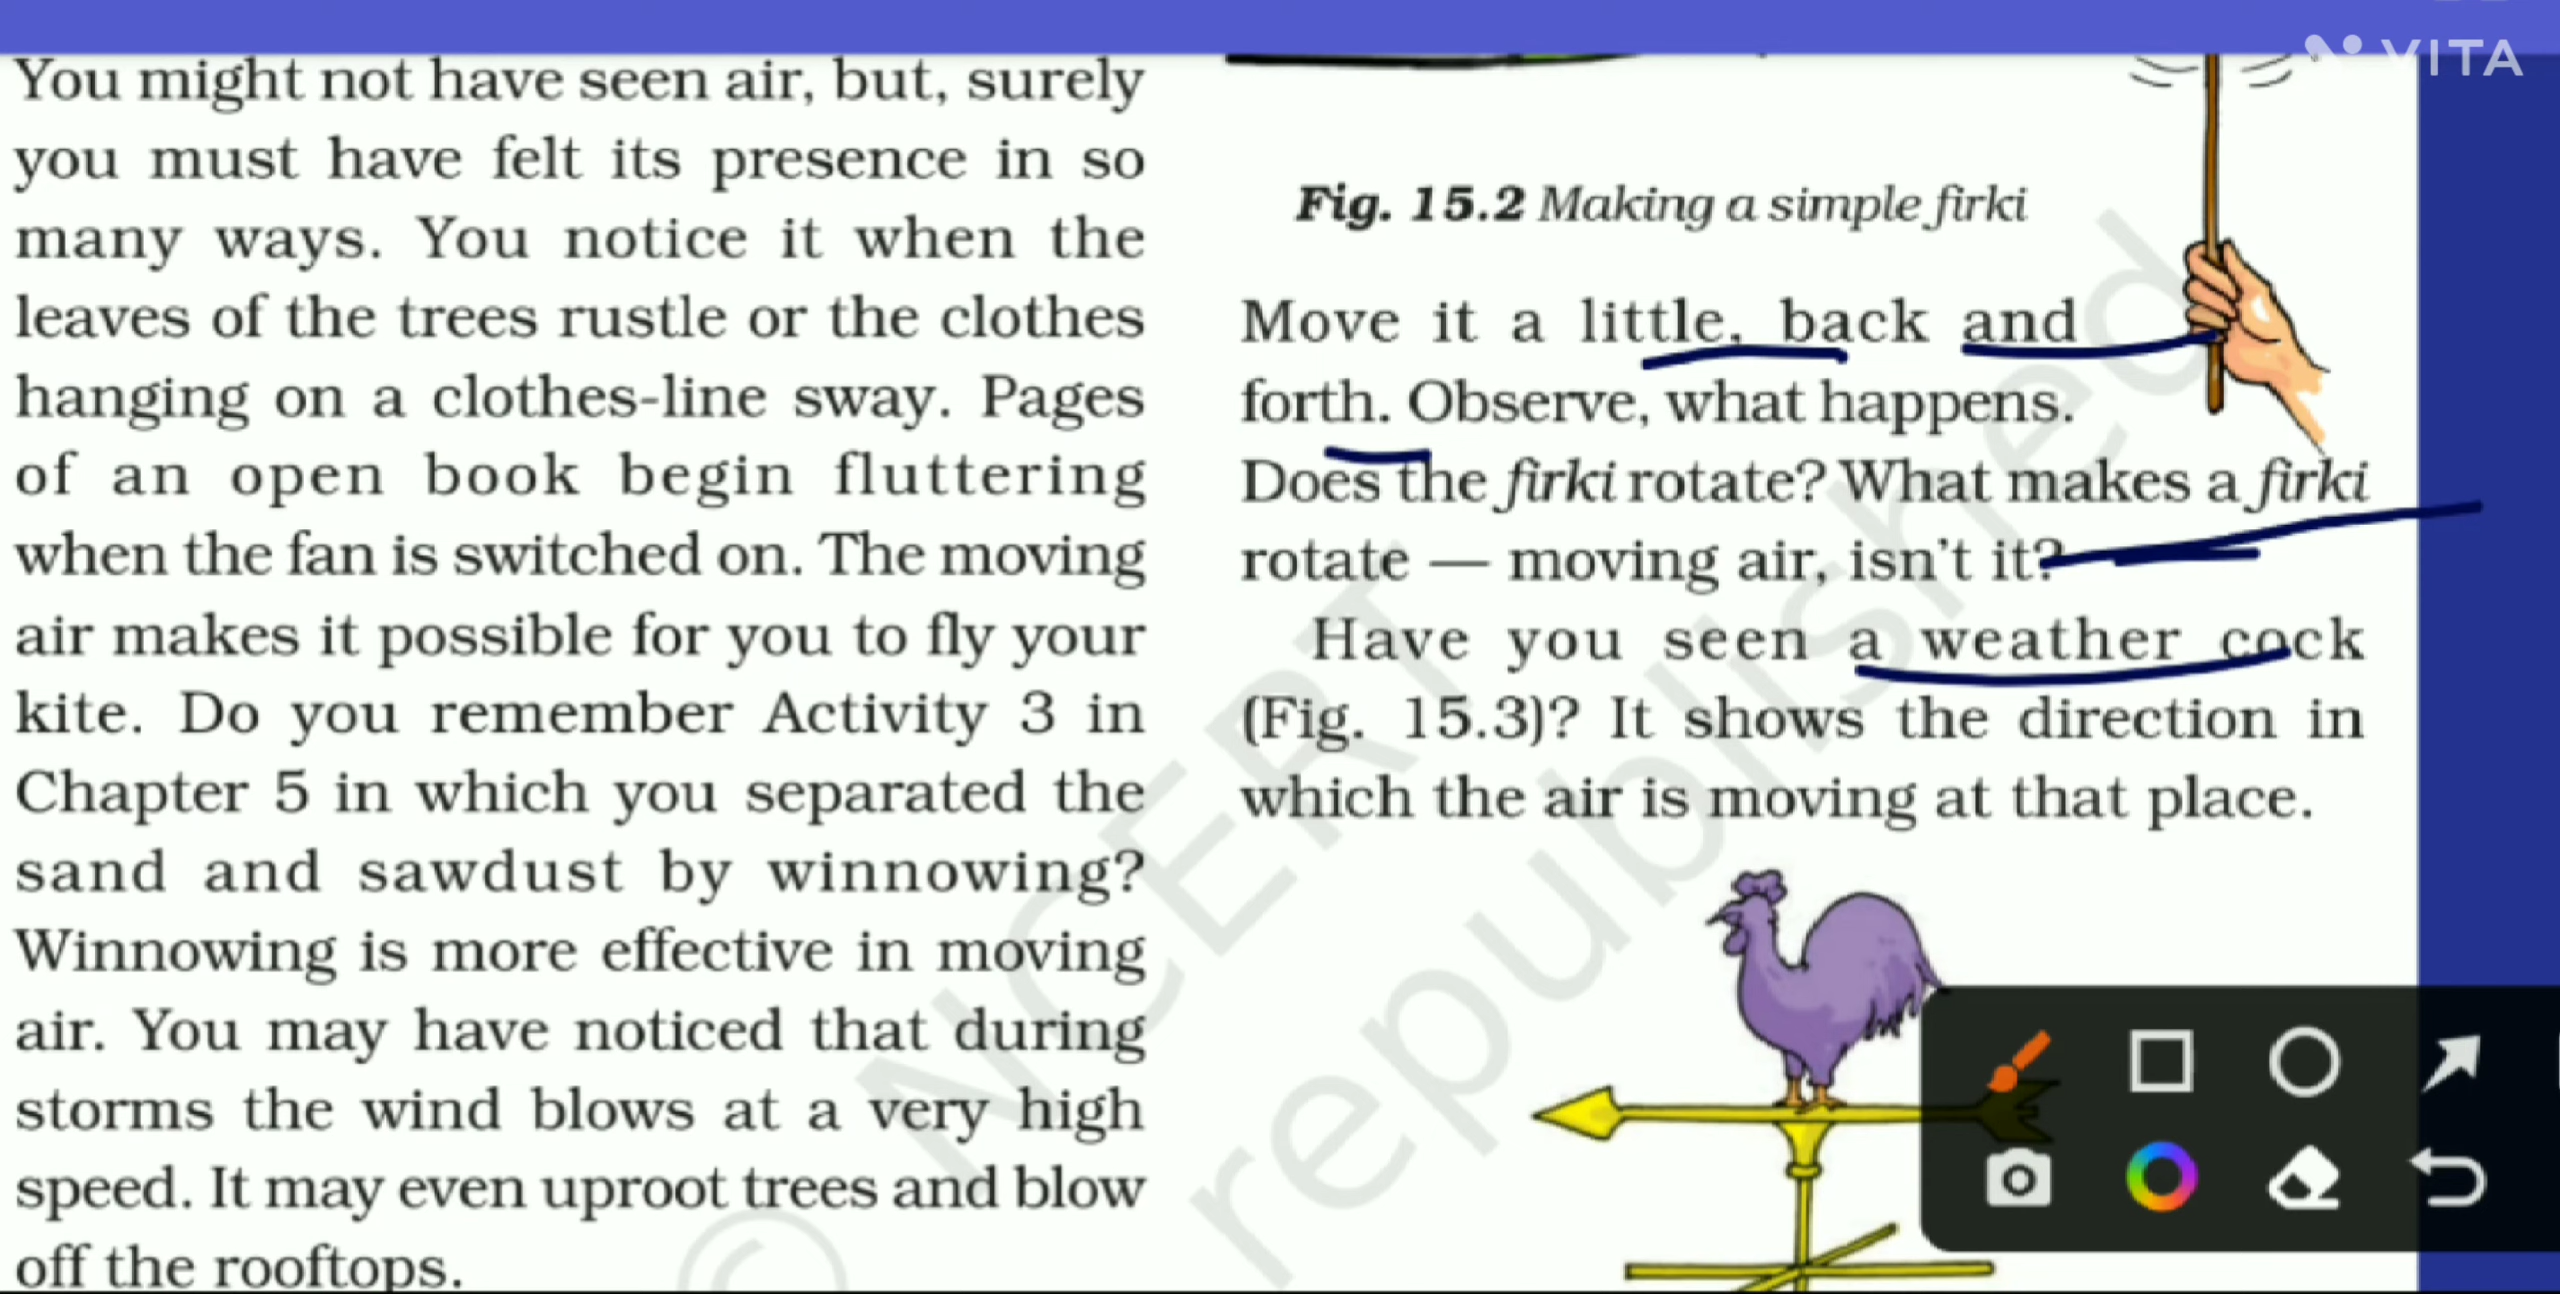 VITA
You might not have seen air, but, surely
you must have felt its presence in so
many ways. You notice it when the
leaves of the trees rustle or the clothes
hanging on a clothes-line sway. Pages
of an open book begin fluttering
when the fan is switched on. The moving
air makes it possible for you to fly your
kite. Do you remember Activity 3 in
Chapter 5 in which you separated the
sand and sawdust by winnowing?
Winnowing is more effective in moving
air. You may have noticed that during
storms the wind blows at a very high
speed. It may even uproot trees and blow
off the rooftops.
Fig. 15.2 Making a simple firki
Move it a little, back and
forth. Observe, what happens.
Does the firki rotate? What makes a firki
rotate — moving air, isn't it?
Have you seen a weather cock
(Fig. 15.3)? It shows the direction in
which the air is moving at that place.
© NCERT
republished